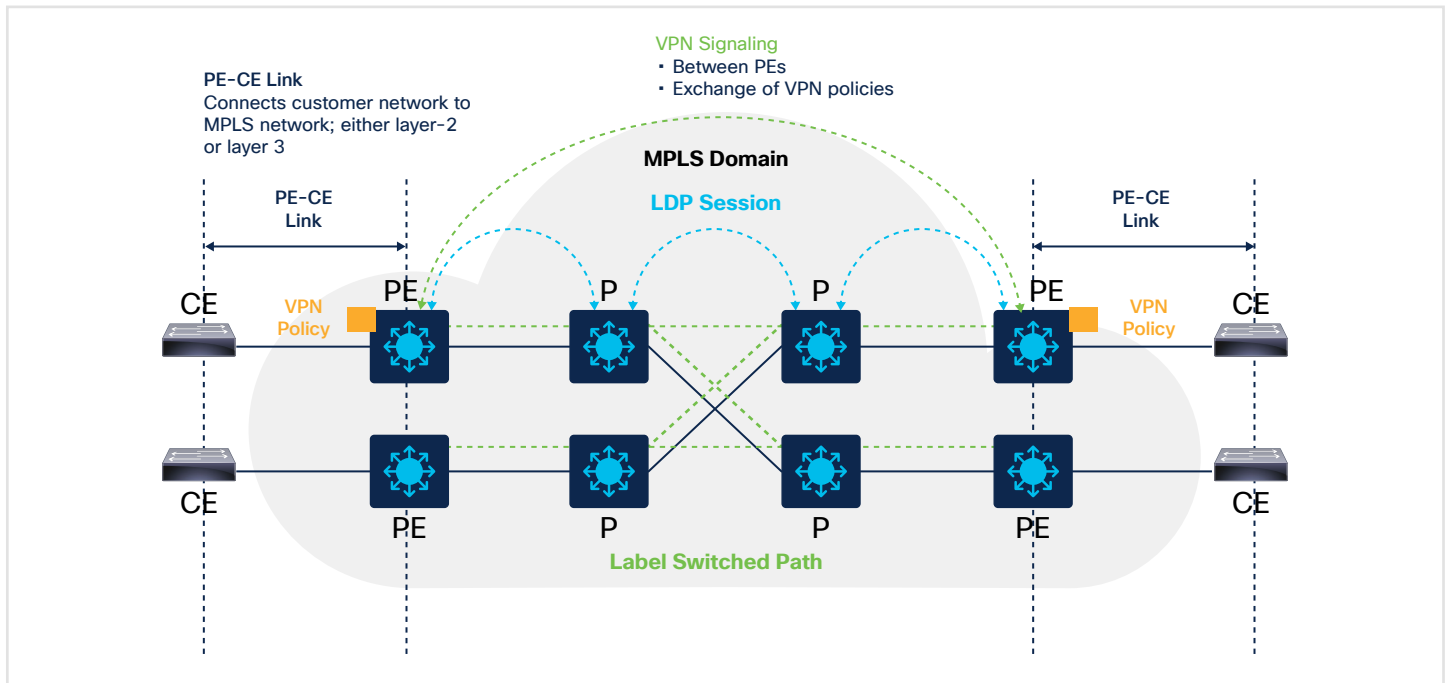 VPN Signaling
• Between PEs
• Exchange of VPN policies
PE-CE Link
Connects customer network to
MPLS network; either layer-2
or layer 3
MPLS Domain
LDP Session
PE-CE
Link
PE-CE
Link
CE
VPN
Policy
PE
P
P
PE
VPN
Policy
CE
CE
PE
P
P
PE
CE
Label Switched Path